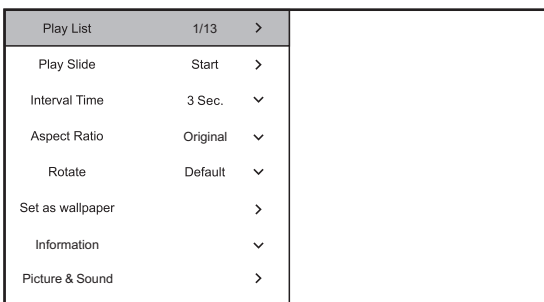 Play List 1/13 >
Play Slide Start >
Interval Time 3 Sec.
Aspect Ratio Original
Rotate Default
Set as wallpaper >
Information
Picture & Sound >